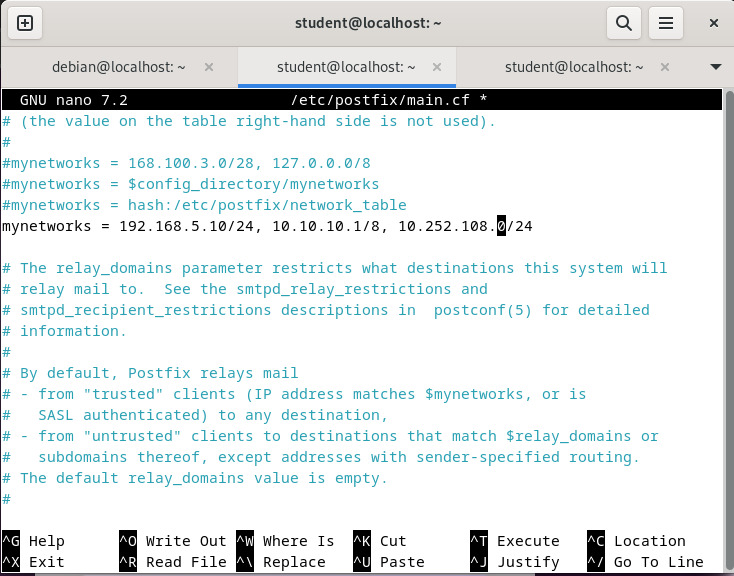 student@localhost: ~
debian@localhost: ~ ×
student@localhost: ~ ×
student@localhost: ~ ×
GNU nano 7.2 /etc/postfix/main.cf *
# (the value on the table right-hand side is not used).
#
#mynetworks = 168.100.3.0/28, 127.0.0.0/8
#mynetworks = $config_directory/mynetworks
#mynetworks = hash:/etc/postfix/network_table
mynetworks = 192.168.5.10/24, 10.10.10.1/8, 10.252.108.0/24
# The relay_domains parameter restricts what destinations this system will
# relay mail to.  See the smtpd_relay_restrictions and
# smtpd_recipient_restrictions descriptions in  postconf(5) for detailed
# information.
#
# By default, Postfix relays mail
# - from "trusted" clients (IP address matches $mynetworks, or is
#   SASL authenticated) to any destination,
# - from "untrusted" clients to destinations that match $relay_domains or
#   subdomains thereof, except addresses with sender-specified routing.
# The default relay_domains value is empty.
#
^G Help ^O Write Out ^W Where Is ^K Cut ^T Execute ^C Location
^X Exit ^R Read File ^\ Replace ^U Paste ^J Justify ^/ Go To Line